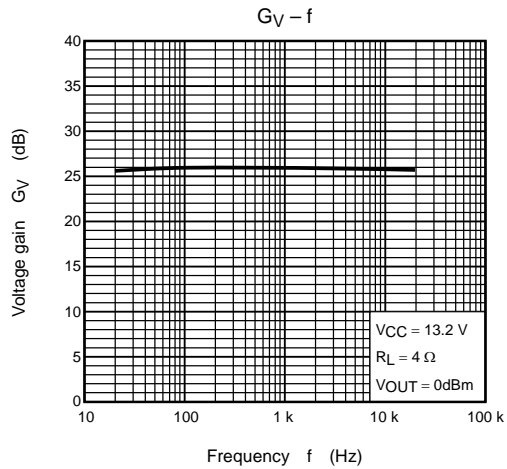 GV – f
Voltage gain GV (dB)
40
35
30
25
20
15
10
5
0
VCC = 13.2 V
RL = 4 Ω
VOUT = 0dBm
10 100 1 k 10 k 100 k
Frequency f (Hz)